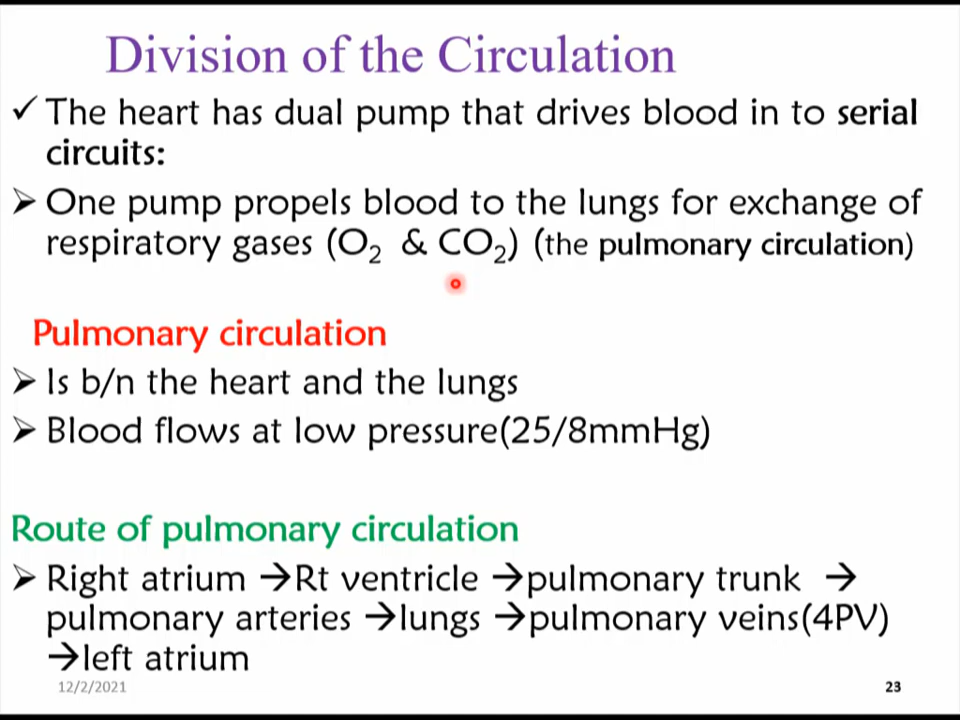 Division of the Circulation
✓ The heart has dual pump that drives blood in to serial
circuits:
➤ One pump propels blood to the lungs for exchange of
respiratory gases (O₂ & CO₂) (the pulmonary circulation)
Pulmonary circulation
➤ Is b/n the heart and the lungs
➤ Blood flows at low pressure(25/8mmHg)
Route of pulmonary circulation
➤ Right atrium →Rt ventricle →pulmonary trunk →
pulmonary arteries →lungs →pulmonary veins(4PV)
→left atrium
12/2/2021
23